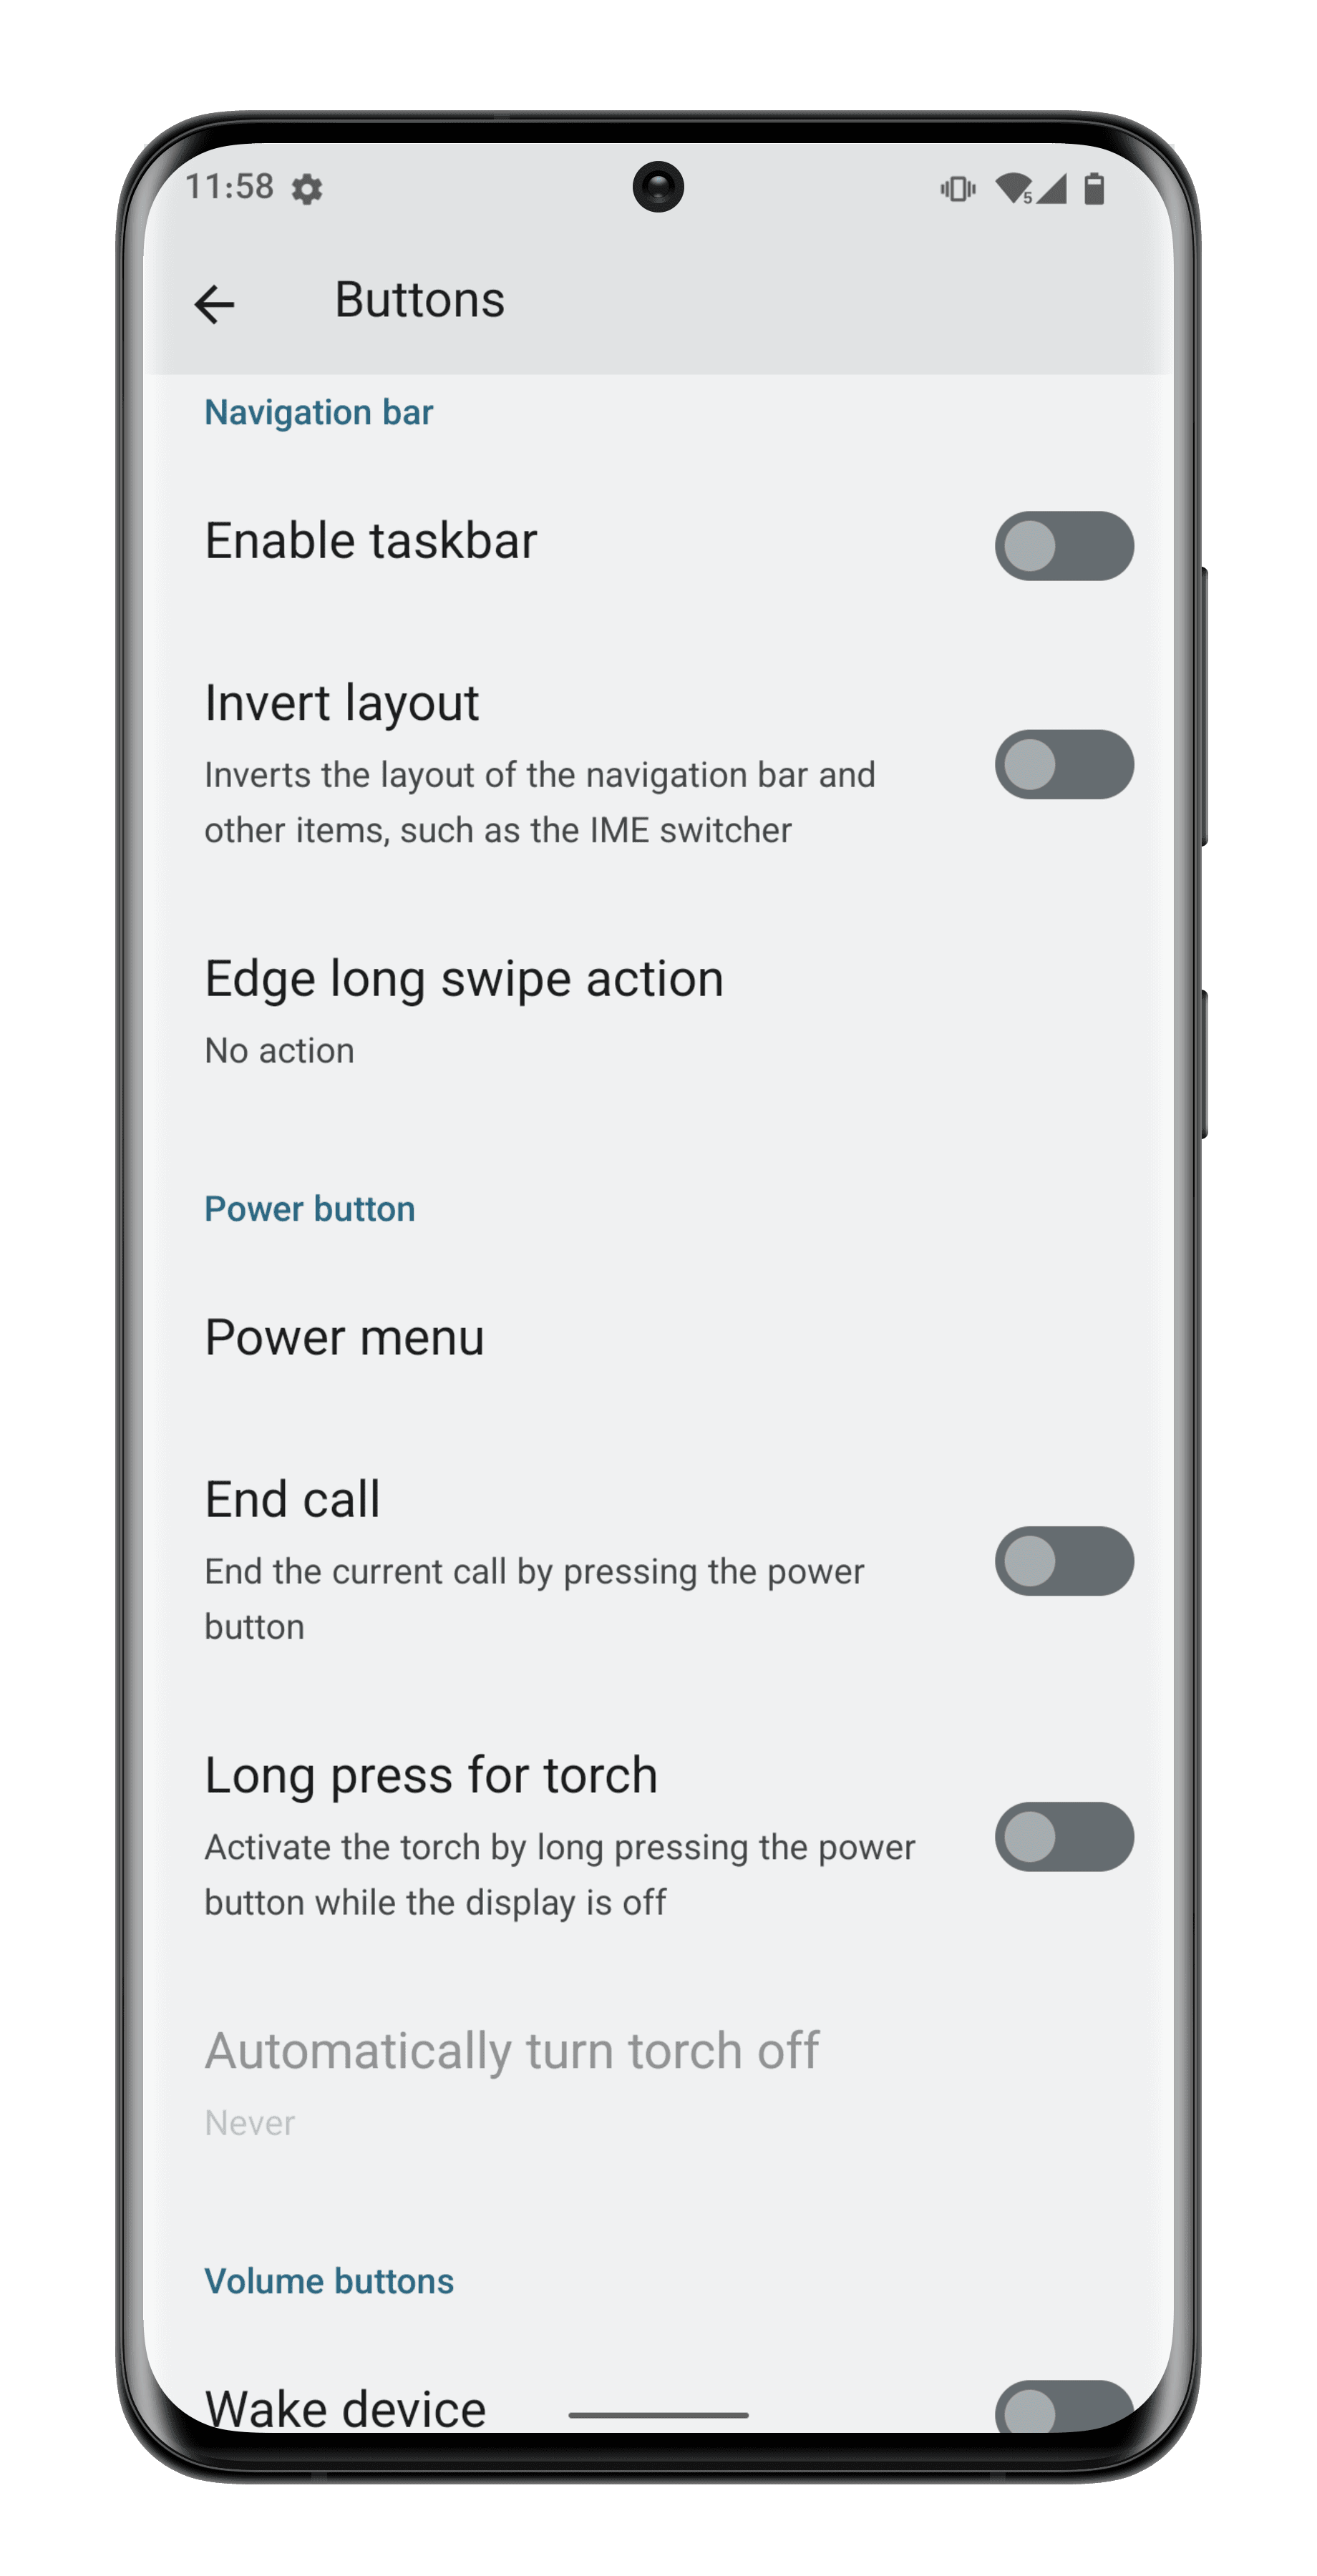 11:58
5
Buttons
Navigation bar
Enable taskbar
Invert layout
Inverts the layout of the navigation bar and
other items, such as the IME switcher
Edge long swipe action
No action
Power button
Power menu
End call
End the current call by pressing the power
button
Long press for torch
Activate the torch by long pressing the power
button while the display is off
Automatically turn torch off
Never
Volume buttons
Wake device